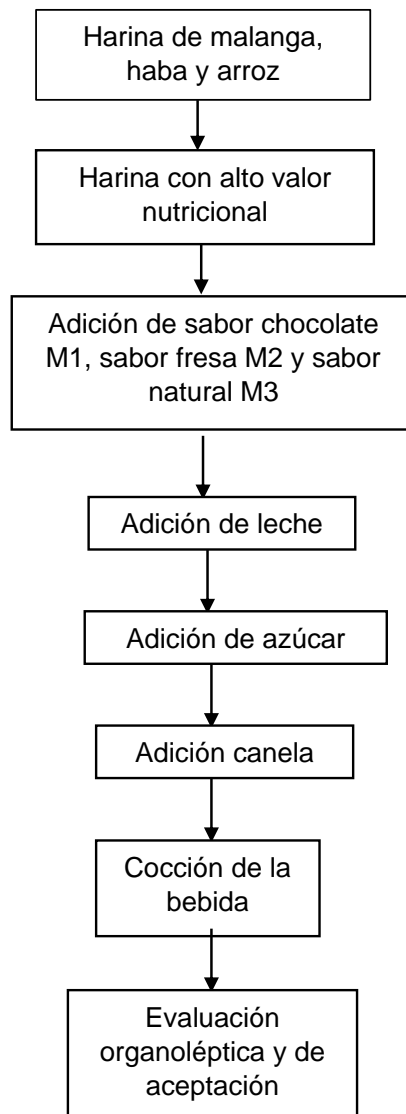 Harina de malanga,
haba y arroz
Harina con alto valor
nutricional
Adición de sabor chocolate
M1, sabor fresa M2 y sabor
natural M3
Adición de leche
Adición de azúcar
Adición canela
Cocción de la
bebida
Evaluación
organoléptica y de
aceptación